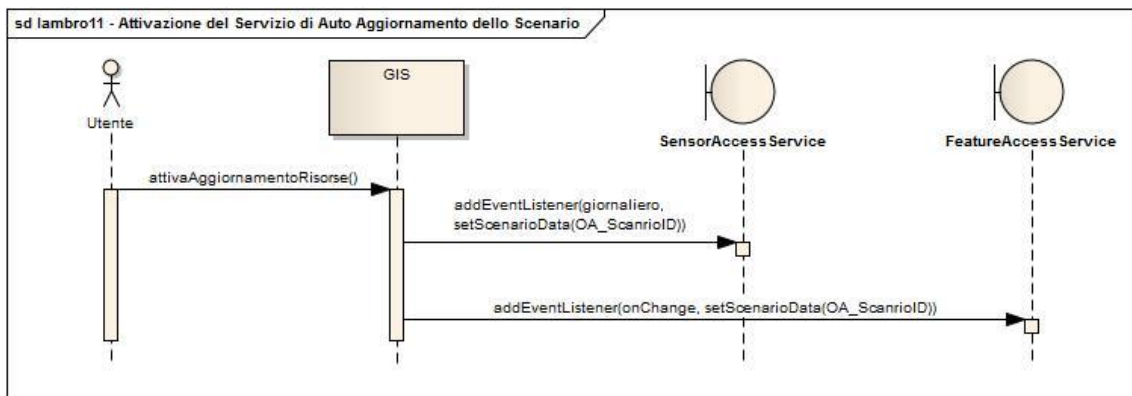 sd lambro11 - Attivazione del Servizio di Auto Aggiornamento dello Scenario
Utente
GIS
SensorAccessService
FeatureAccessService
attivaAggiornamentoRisorse()
addEventListener(giornaliero,
setScenarioData(OA_ScanrioID))
addEventListener(onChange, setScenarioData(OA_ScanrioID))